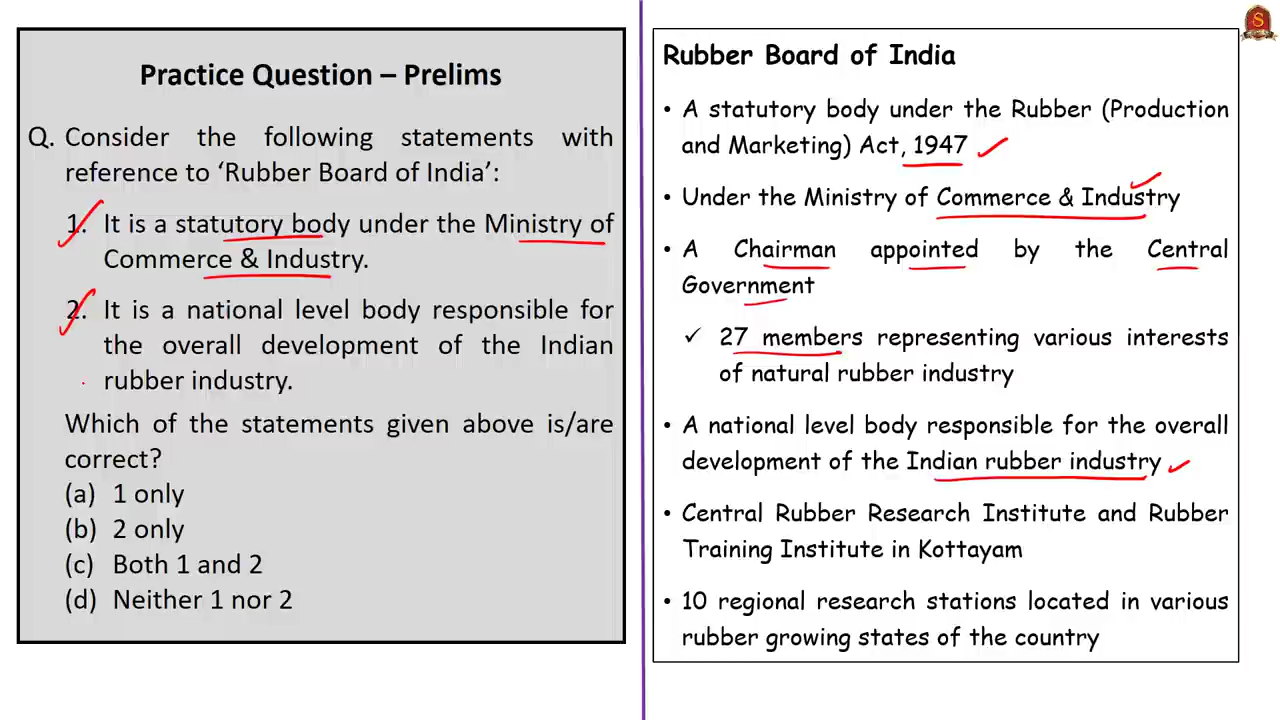 Practice Question – Prelims
Q. Consider the following statements with
reference to ‘Rubber Board of India’:
1. It is a statutory body under the Ministry of
Commerce & Industry.
2. It is a national level body responsible for
the overall development of the Indian
rubber industry.
Which of the statements given above is/are
correct?
(a) 1 only
(b) 2 only
(c) Both 1 and 2
(d) Neither 1 nor 2
Rubber Board of India
• A statutory body under the Rubber (Production
and Marketing) Act, 1947
• Under the Ministry of Commerce & Industry
• A Chairman appointed by the Central
Government
✓ 27 members representing various interests
of natural rubber industry
• A national level body responsible for the overall
development of the Indian rubber industry
• Central Rubber Research Institute and Rubber
Training Institute in Kottayam
• 10 regional research stations located in various
rubber growing states of the country
S